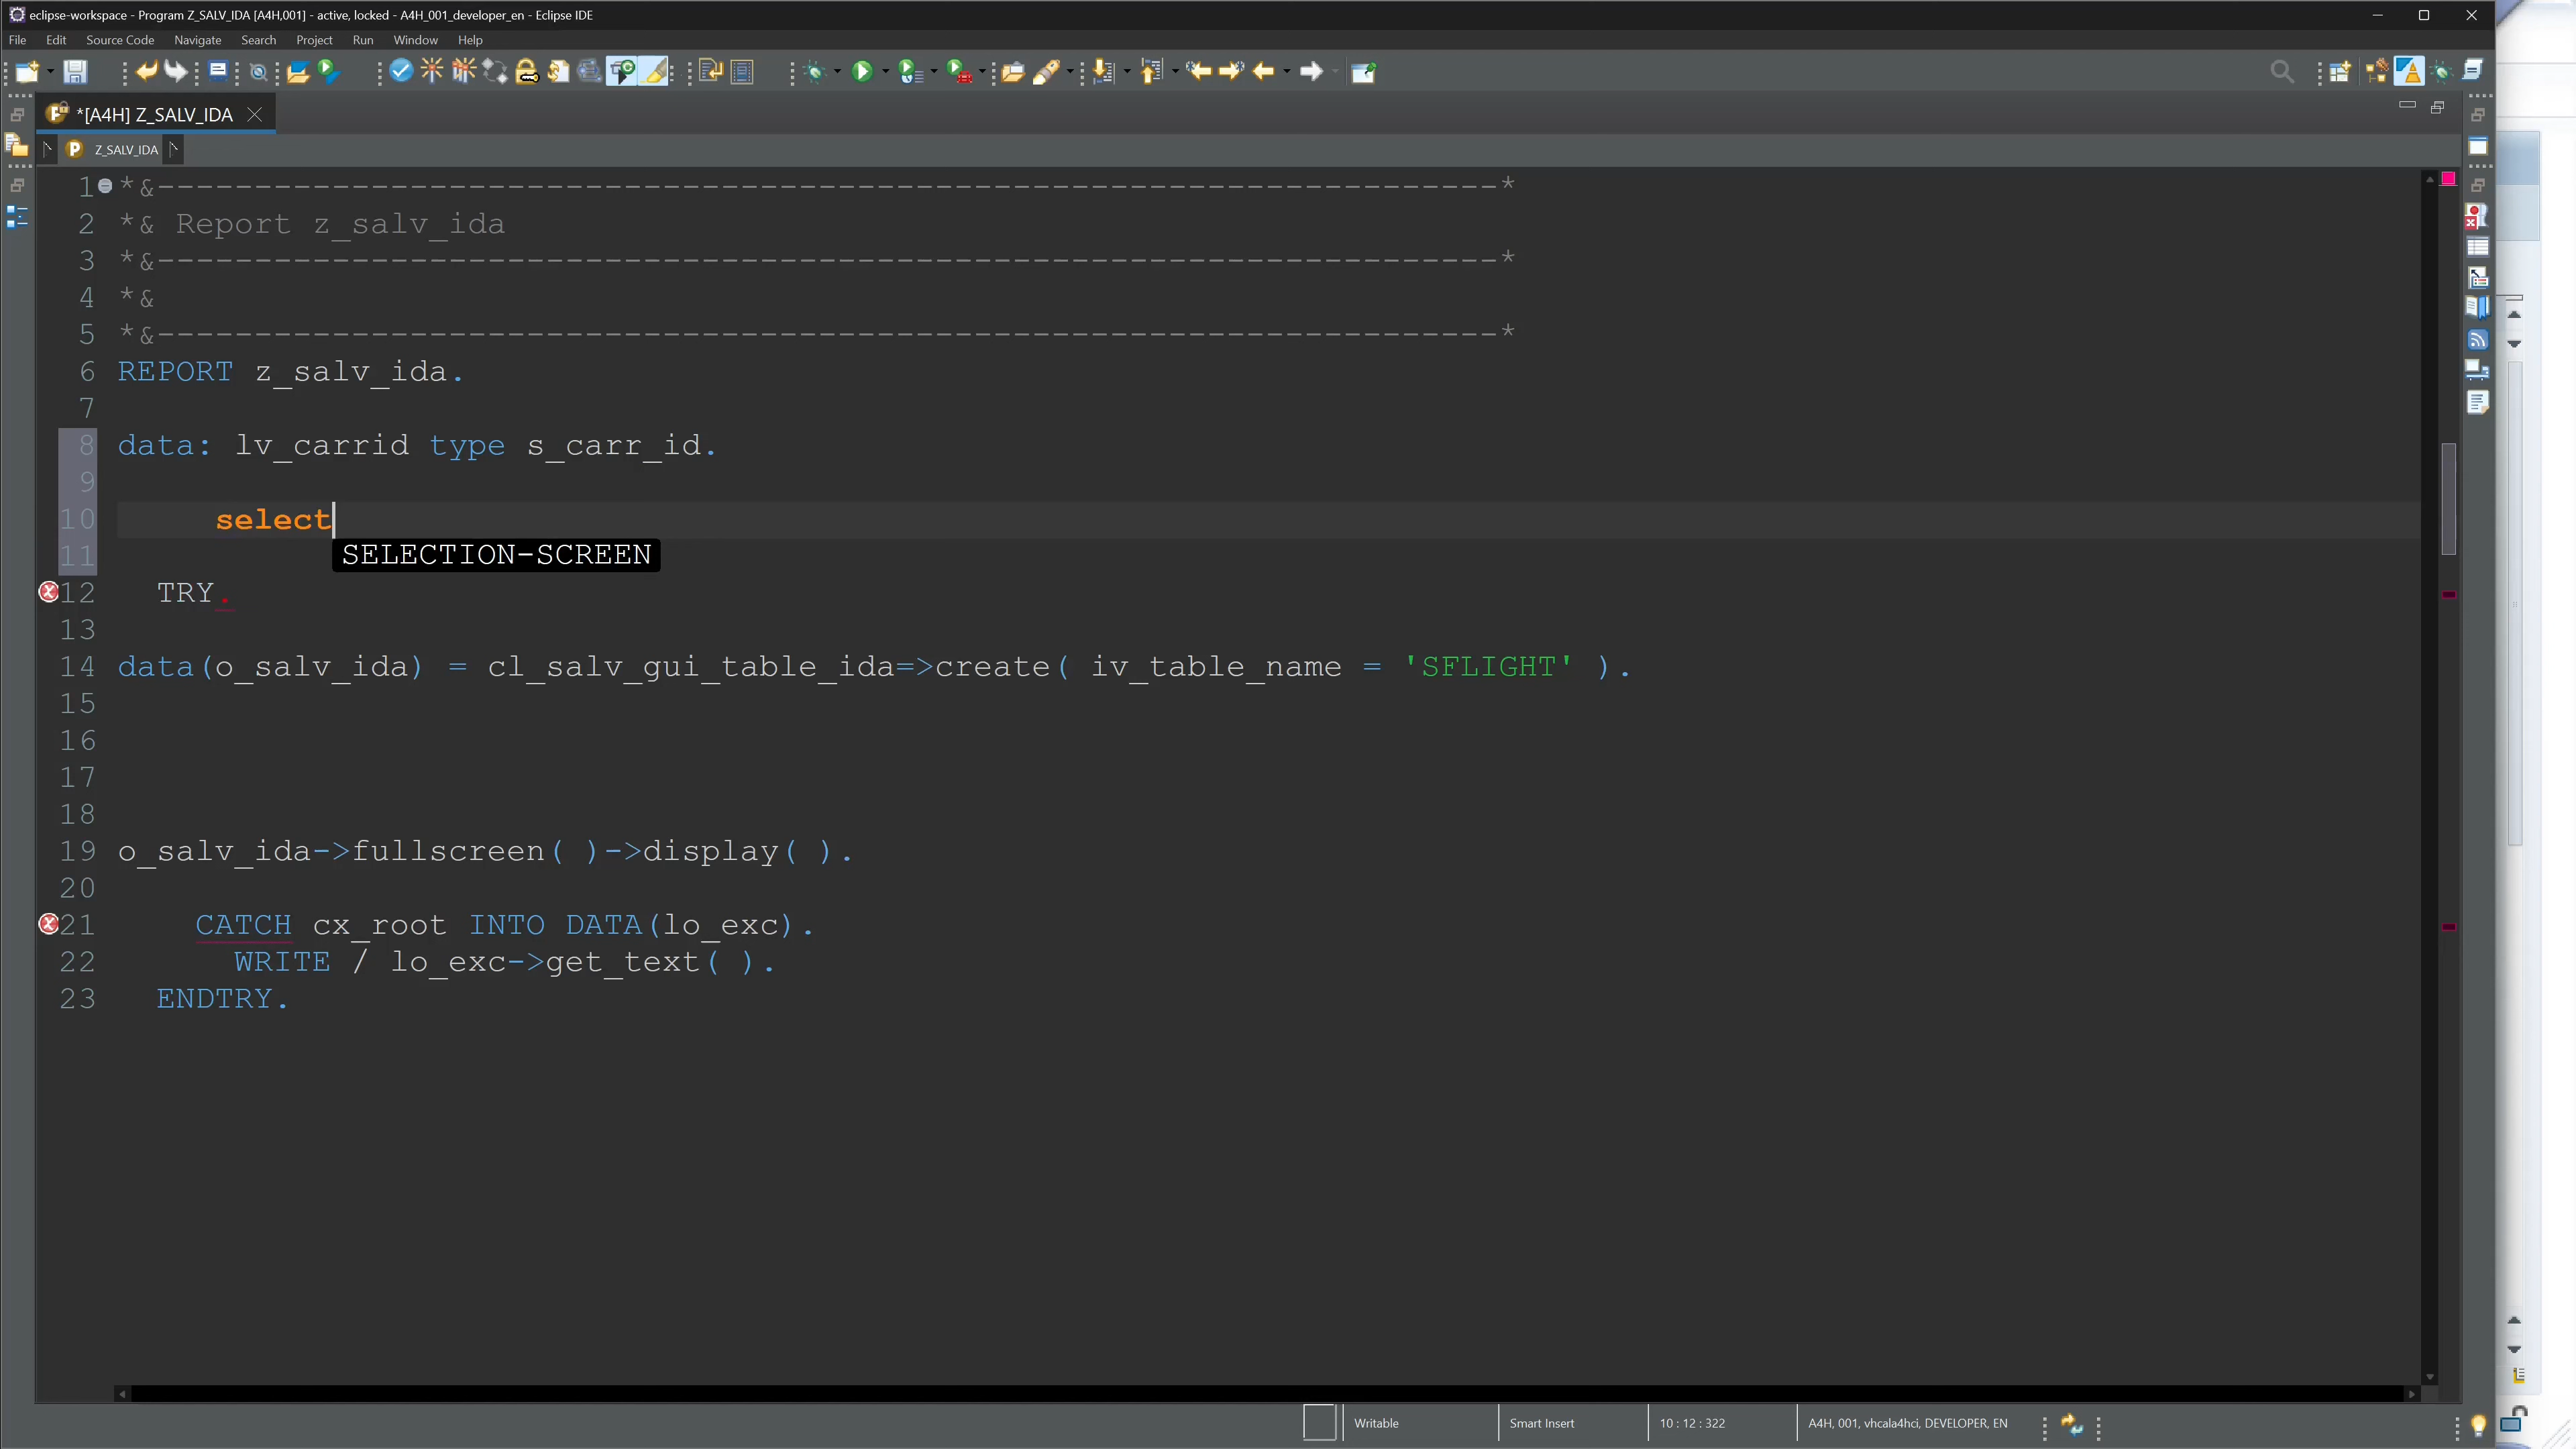 eclipse-workspace - Program Z_SALV_IDA [A4H,001] - active, locked - A4H_001_developer_en - Eclipse IDE
File Edit Source Code Navigate Search Project Run Window Help
*[A4H] Z_SALV_IDA
Z_SALV_IDA
1 *&---------------------------------------------------------------------*
2 *& Report z_salv_ida
3 *&---------------------------------------------------------------------*
4 *&
5 *&---------------------------------------------------------------------*
6 REPORT z_salv_ida.
7
8 data: lv_carrid type s_carr_id.
9
10 select
11 SELECTION-SCREEN
12 TRY.
13
14 data(o_salv_ida) = cl_salv_gui_table_ida=>create( iv_table_name = 'SFLIGHT' ).
15
16
17
18
19 o_salv_ida->fullscreen( )->display( ).
20
21 CATCH cx_root INTO DATA(lo_exc).
22 WRITE / lo_exc->get_text( ).
23 ENDTRY.
Writable Smart Insert 10 : 12 : 322 A4H, 001, vhcala4hci, DEVELOPER, EN